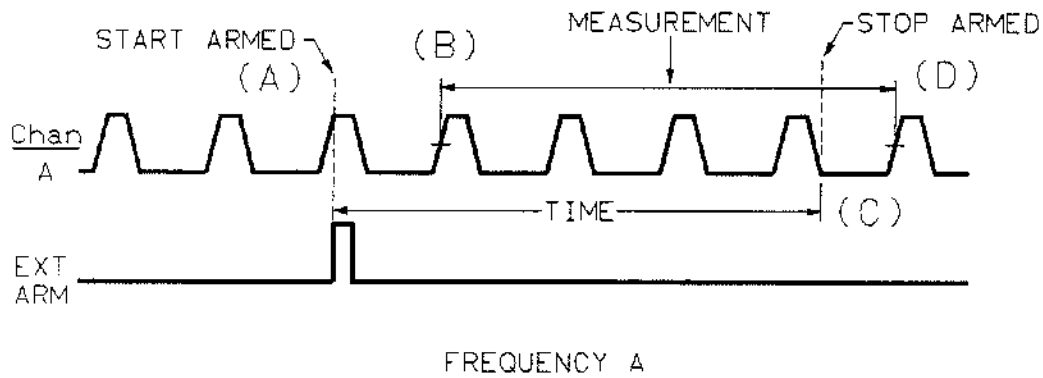 MEASUREMENT
STOP ARMED
START ARMED
(B)
(A)
(D)
Chan
A
TIME
(C)
EXT
ARM
FREQUENCY A